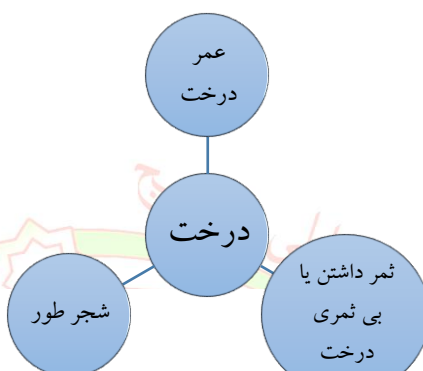 عمر
درخت
درخت
ثمر داشتن یا
بی ثمری
درخت
شجر طور